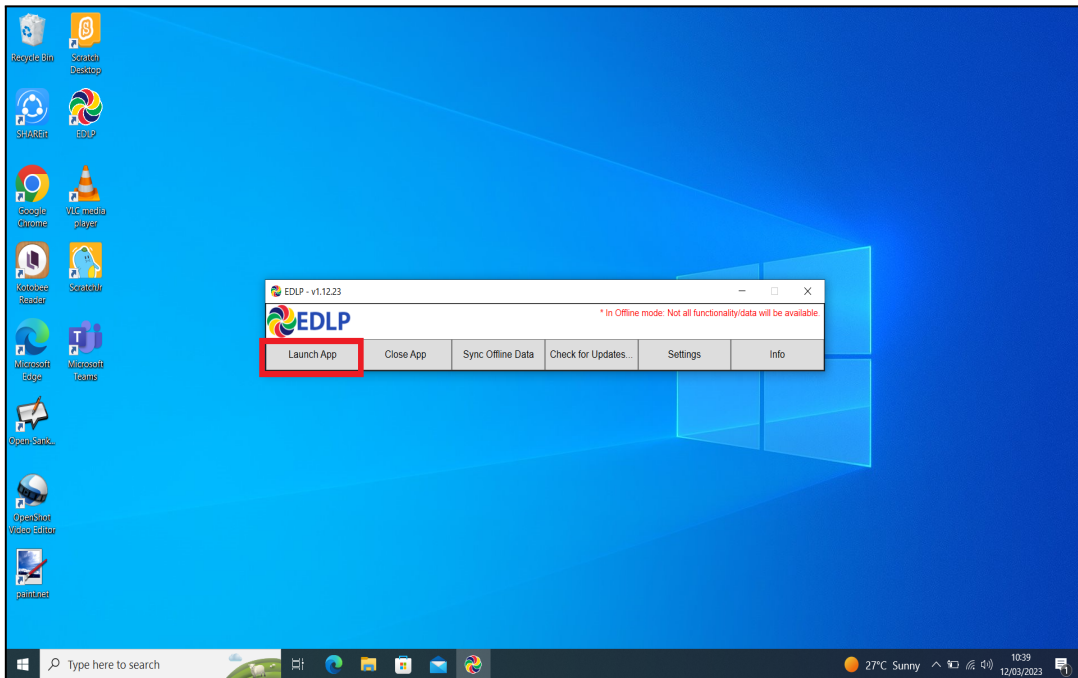 Recycle Bin
Scratch
Desktop
SHAREit
EDLP
Google
Chrome
VLC media
player
Kotobee
Reader
ScratchJr
Microsoft
Edge
Microsoft
Teams
Open-Sank...
OpenShot
Video Editor
paint.net
EDLP - v1.12.23
EDLP
* In Offline mode: Not all functionality/data will be available.
Launch App
Close App
Sync Offline Data
Check for Updates...
Settings
Info
Type here to search
27°C Sunny
10:39
12/03/2023
1